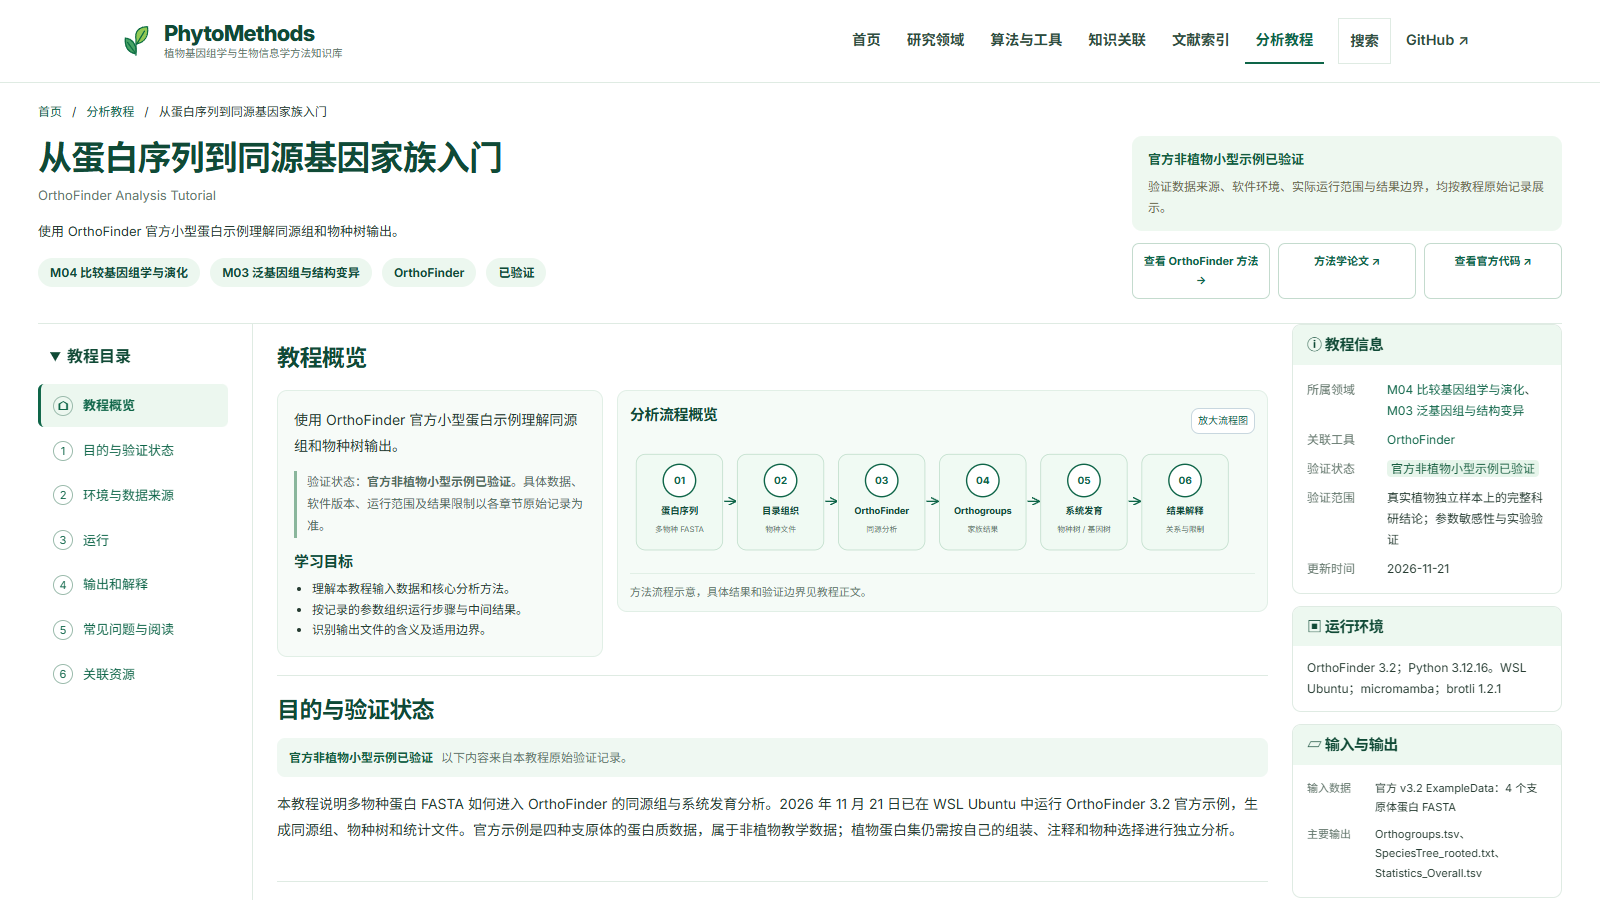 PhytoMethods
植物基因组学与生物信息学方法知识库
首页 研究领域 算法与工具 知识关联 文献索引 分析教程 搜索 GitHub ↗
首页 / 分析教程 / 从蛋白序列到同源基因家族入门
从蛋白序列到同源基因家族入门
OrthoFinder Analysis Tutorial
使用 OrthoFinder 官方小型蛋白示例理解同源组和物种树输出。
M04 比较基因组学与演化 M03 泛基因组与结构变异 OrthoFinder 已验证
官方非植物小型示例已验证
验证数据来源、软件环境、实际运行范围与结果边界，均按教程原始记录展
示。
查看 OrthoFinder 方法
→
方法学论文 ↗
查看官方代码 ↗
▼ 教程目录
教程概览
1 目的与验证状态
2 环境与数据来源
3 运行
4 输出和解释
5 常见问题与阅读
6 关联资源
教程概览
使用 OrthoFinder 官方小型蛋白示例理解同源
组和物种树输出。
验证状态：官方非植物小型示例已验证。具体数据、
软件版本、运行范围及结果限制以各章节原始记录为
准。
学习目标
• 理解本教程输入数据和核心分析方法。
• 按记录的参数组织运行步骤与中间结果。
• 识别输出文件的含义及适用边界。
分析流程概览
放大流程图
01
蛋白序列
多物种 FASTA
→
02
目录组织
物种文件
→
03
OrthoFinder
同源分析
→
04
Orthogroups
家族结果
→
05
系统发育
物种树 / 基因树
→
06
结果解释
关系与限制
方法流程示意，具体结果和验证边界见教程正文。
目的与验证状态
官方非植物小型示例已验证 以下内容来自本教程原始验证记录。
本教程说明多物种蛋白 FASTA 如何进入 OrthoFinder 的同源组与系统发育分析。2026 年 11 月 21 日已在 WSL Ubuntu 中运行 OrthoFinder 3.2 官方示例，生
成同源组、物种树和统计文件。官方示例是四种支原体的蛋白质数据，属于非植物教学数据；植物蛋白集仍需按自己的组装、注释和物种选择进行独立分析。
ⓘ 教程信息
所属领域 M04 比较基因组学与演化、
M03 泛基因组与结构变异
关联工具 OrthoFinder
验证状态 官方非植物小型示例已验证
验证范围 真实植物独立样本上的完整科
研结论；参数敏感性与实验验
证
更新时间 2026-11-21
▣ 运行环境
OrthoFinder 3.2；Python 3.12.16。WSL
Ubuntu；micromamba；brotli 1.2.1
▱ 输入与输出
输入数据 官方 v3.2 ExampleData：4 个支
原体蛋白 FASTA
主要输出 Orthogroups.tsv、
SpeciesTree_rooted.txt、
Statistics_Overall.tsv